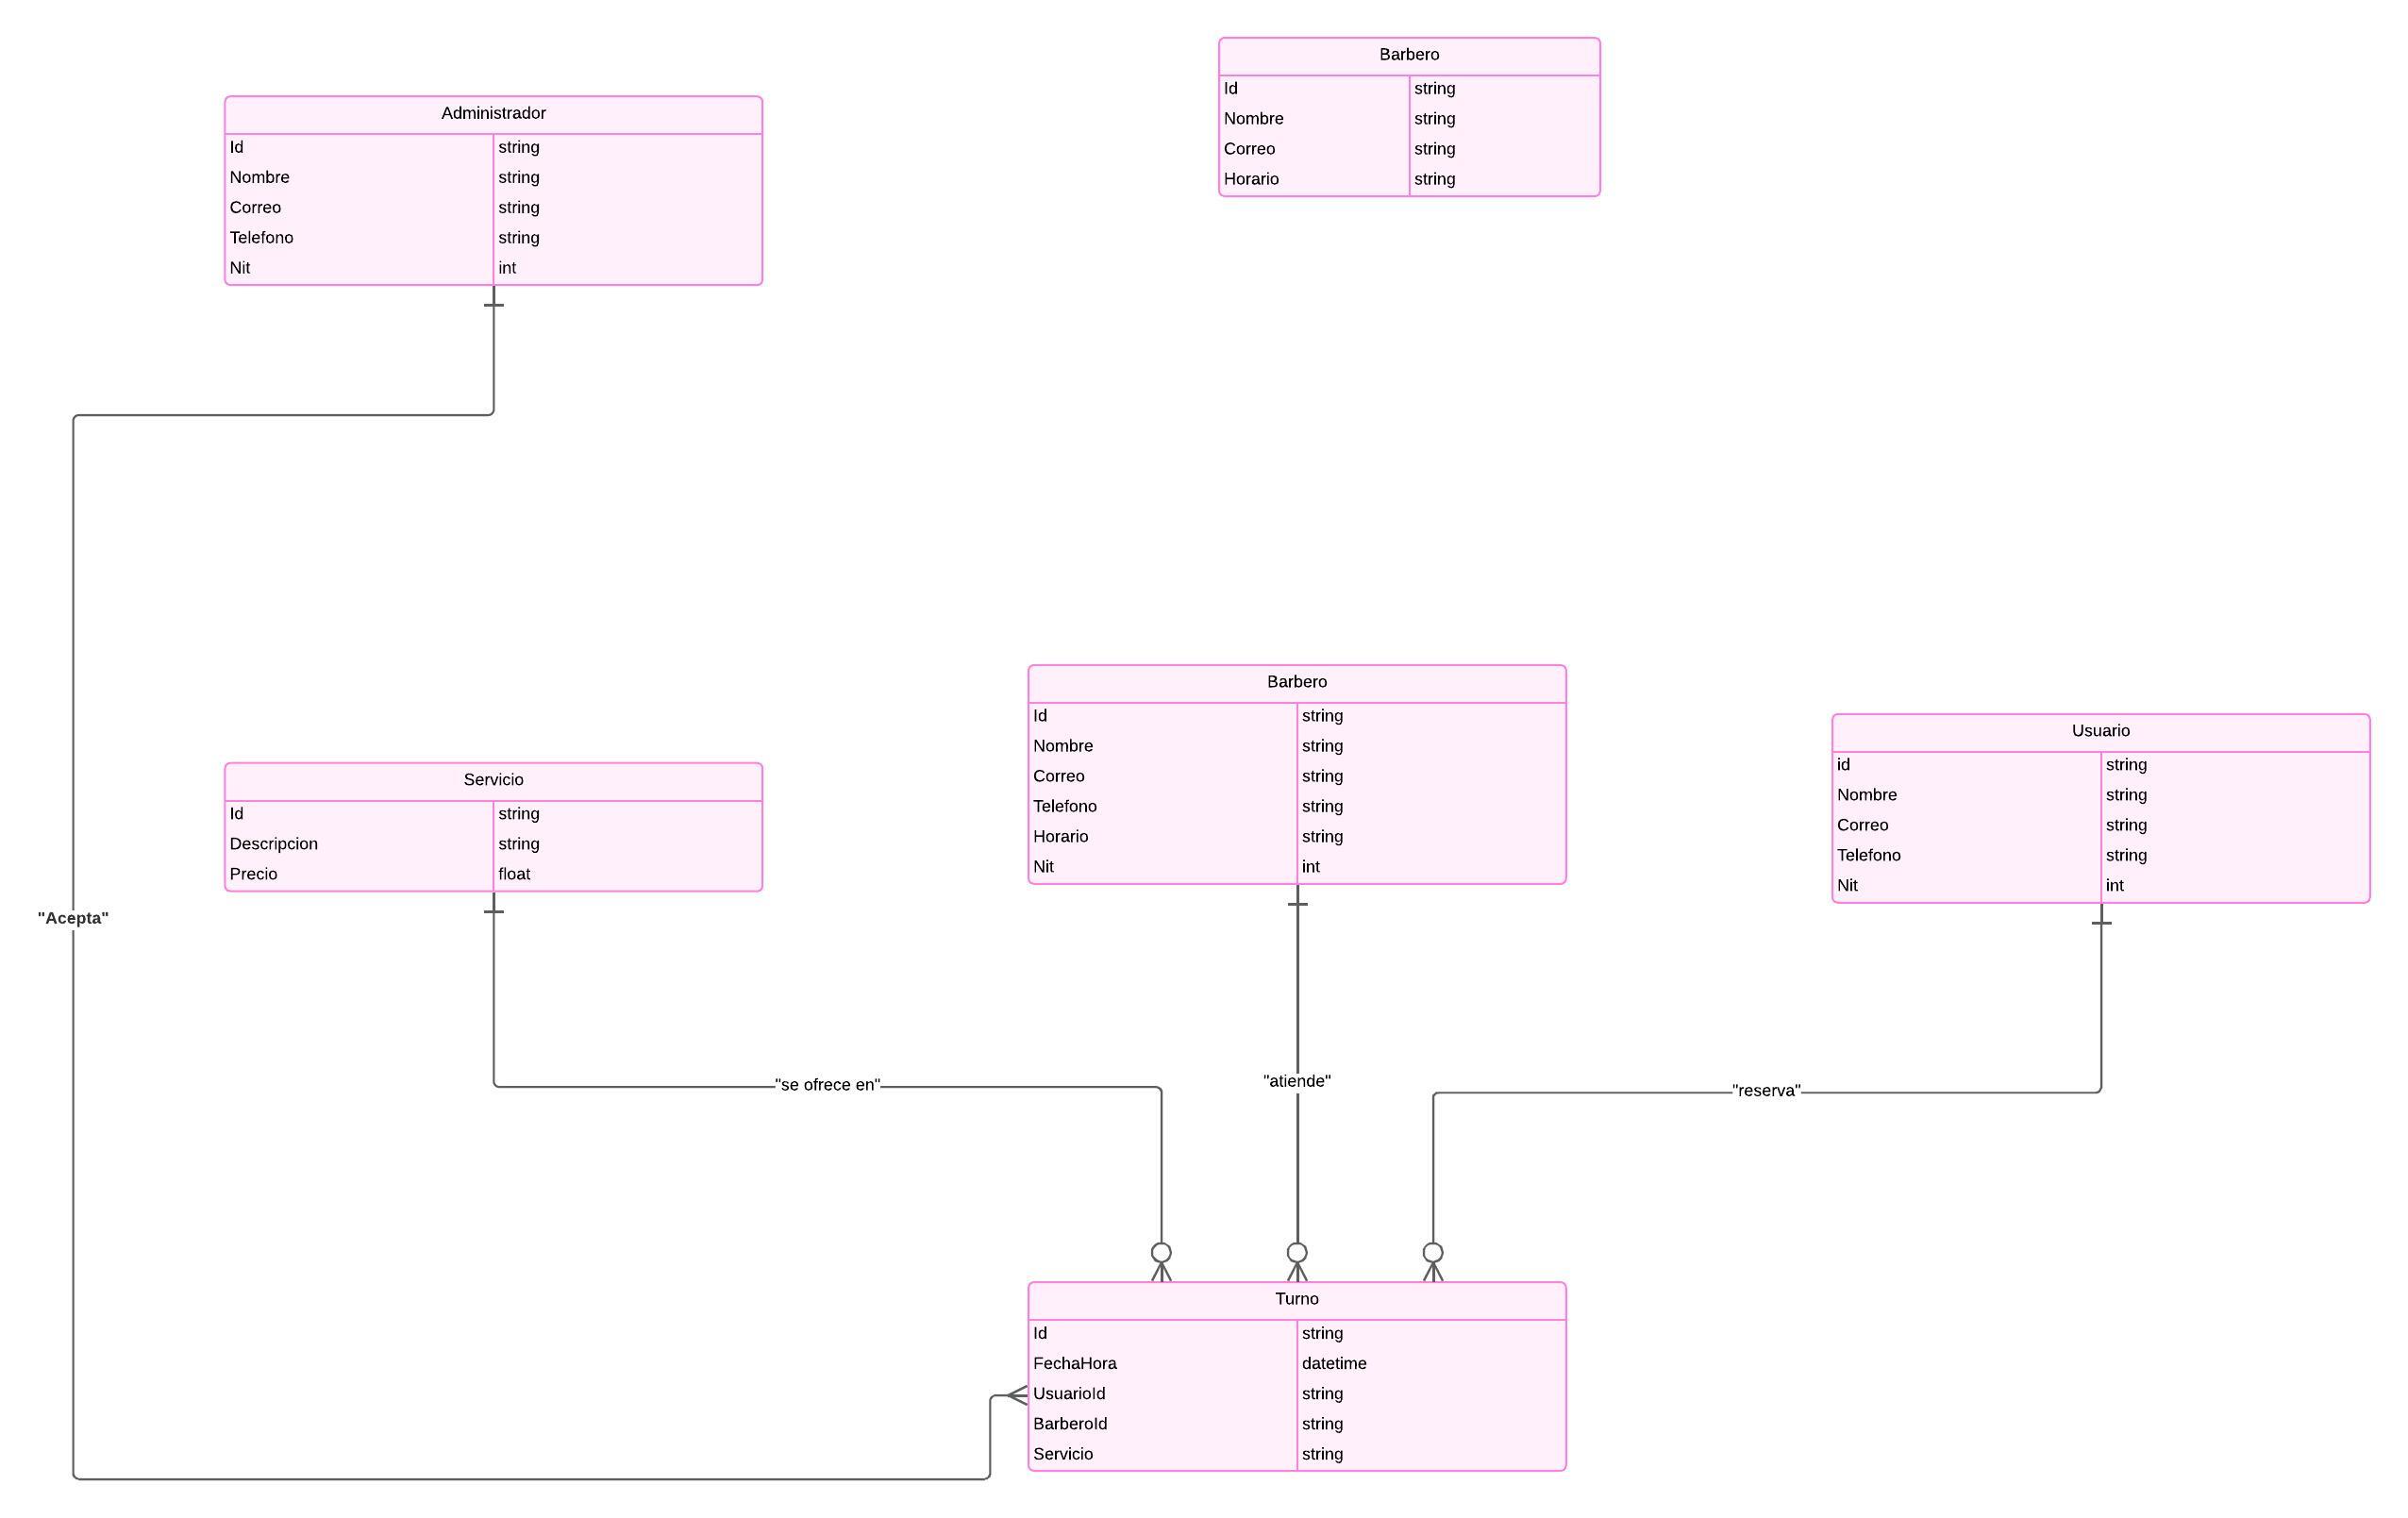 Barbero
Id string
Nombre string
Correo string
Horario string
Administrador
Id string
Nombre string
Correo string
Telefono string
Nit int
Barbero
Id string
Nombre string
Correo string
Telefono string
Horario string
Nit int
Usuario
id string
Nombre string
Correo string
Telefono string
Nit int
Servicio
Id string
Descripcion string
Precio float
"Acepta"
"se ofrece en"
"atiende"
"reserva"
Turno
Id string
FechaHora datetime
UsuarioId string
BarberoId string
Servicio string